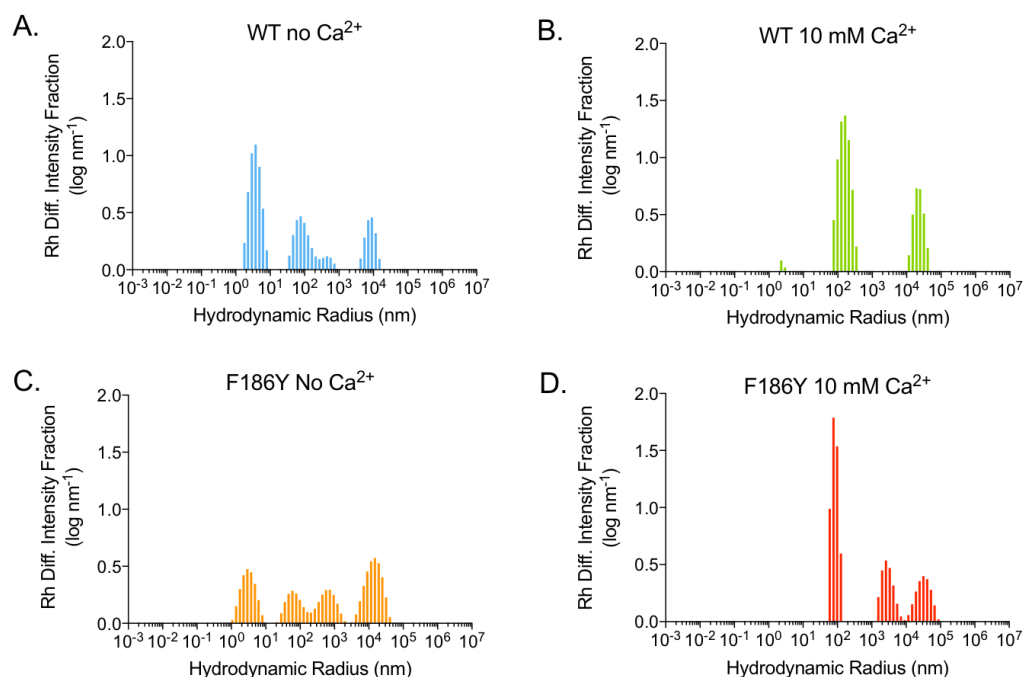 A.
WT no Ca²⁺
Rh Diff. Intensity Fraction
(log nm⁻¹)
2.0
1.5
1.0
0.5
0.0
10⁻³ 10⁻² 10⁻¹ 10⁰ 10¹ 10² 10³ 10⁴ 10⁵ 10⁶ 10⁷
Hydrodynamic Radius (nm)
B.
WT 10 mM Ca²⁺
Rh Diff. Intensity Fraction
(log nm⁻¹)
2.0
1.5
1.0
0.5
0.0
10⁻³ 10⁻² 10⁻¹ 10⁰ 10¹ 10² 10³ 10⁴ 10⁵ 10⁶ 10⁷
Hydrodynamic Radius (nm)
C.
F186Y No Ca²⁺
Rh Diff. Intensity Fraction
(log nm⁻¹)
2.0
1.5
1.0
0.5
0.0
10⁻³ 10⁻² 10⁻¹ 10⁰ 10¹ 10² 10³ 10⁴ 10⁵ 10⁶ 10⁷
Hydrodynamic Radius (nm)
D.
F186Y 10 mM Ca²⁺
Rh Diff. Intensity Fraction
(log nm⁻¹)
2.0
1.5
1.0
0.5
0.0
10⁻³ 10⁻² 10⁻¹ 10⁰ 10¹ 10² 10³ 10⁴ 10⁵ 10⁶ 10⁷
Hydrodynamic Radius (nm)